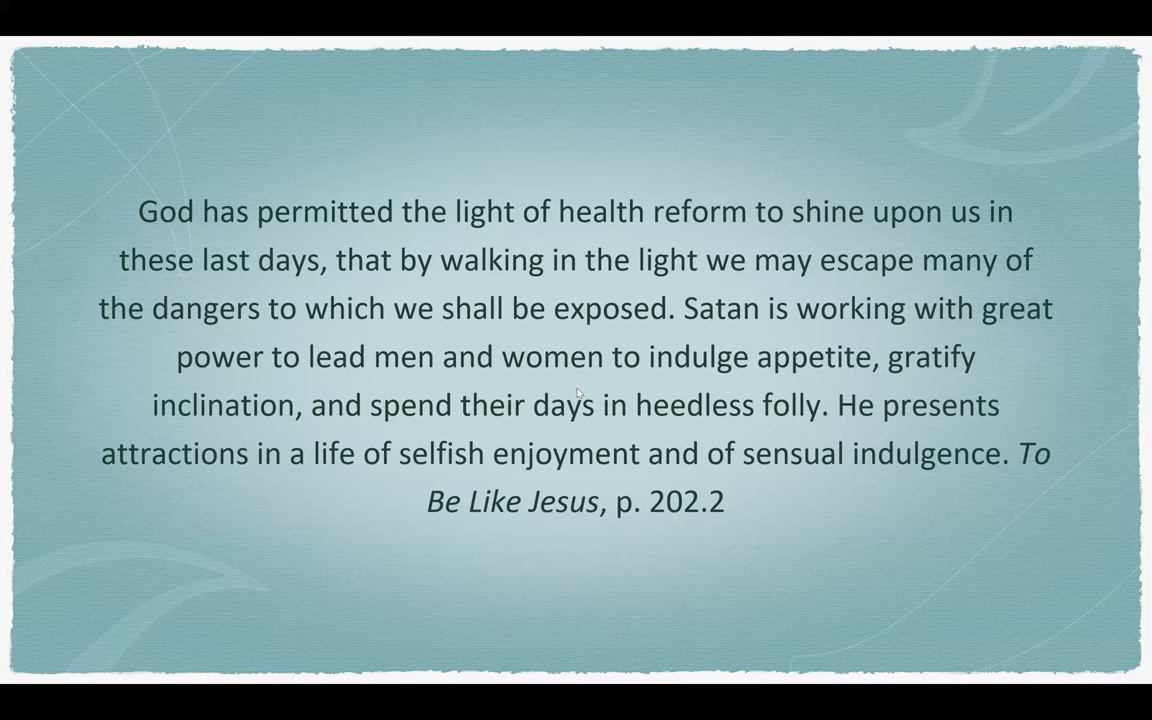 God has permitted the light of health reform to shine upon us in
these last days, that by walking in the light we may escape many of
the dangers to which we shall be exposed. Satan is working with great
power to lead men and women to indulge appetite, gratify
inclination, and spend their days in heedless folly. He presents
attractions in a life of selfish enjoyment and of sensual indulgence. To
Be Like Jesus, p. 202.2